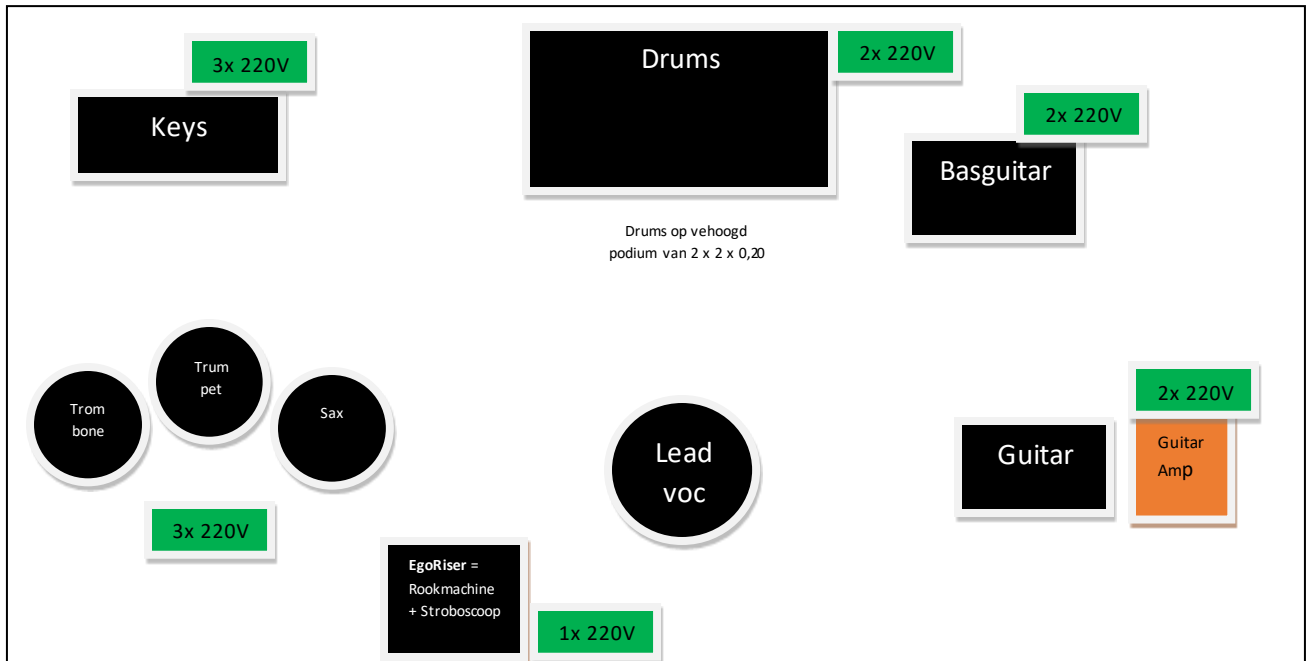 3x 220V
Keys
Drums
2x 220V
2x 220V
Basguitar
Drums op vehoogd
podium van 2 x 2 x 0,20
Trom
bone
Trum
pet
Sax
3x 220V
Lead
voc
Guitar
2x 220V
Guitar
Amp
EgoRiser =
Rookmachine
+ Stroboscoop
1x 220V